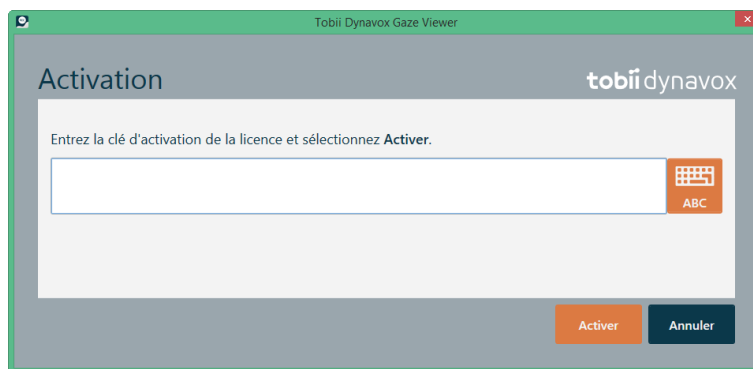 Tobii Dynavox Gaze Viewer
Activation
tobii dynavox
Entrez la clé d'activation de la licence et sélectionnez Activer.
ABC
Activer
Annuler